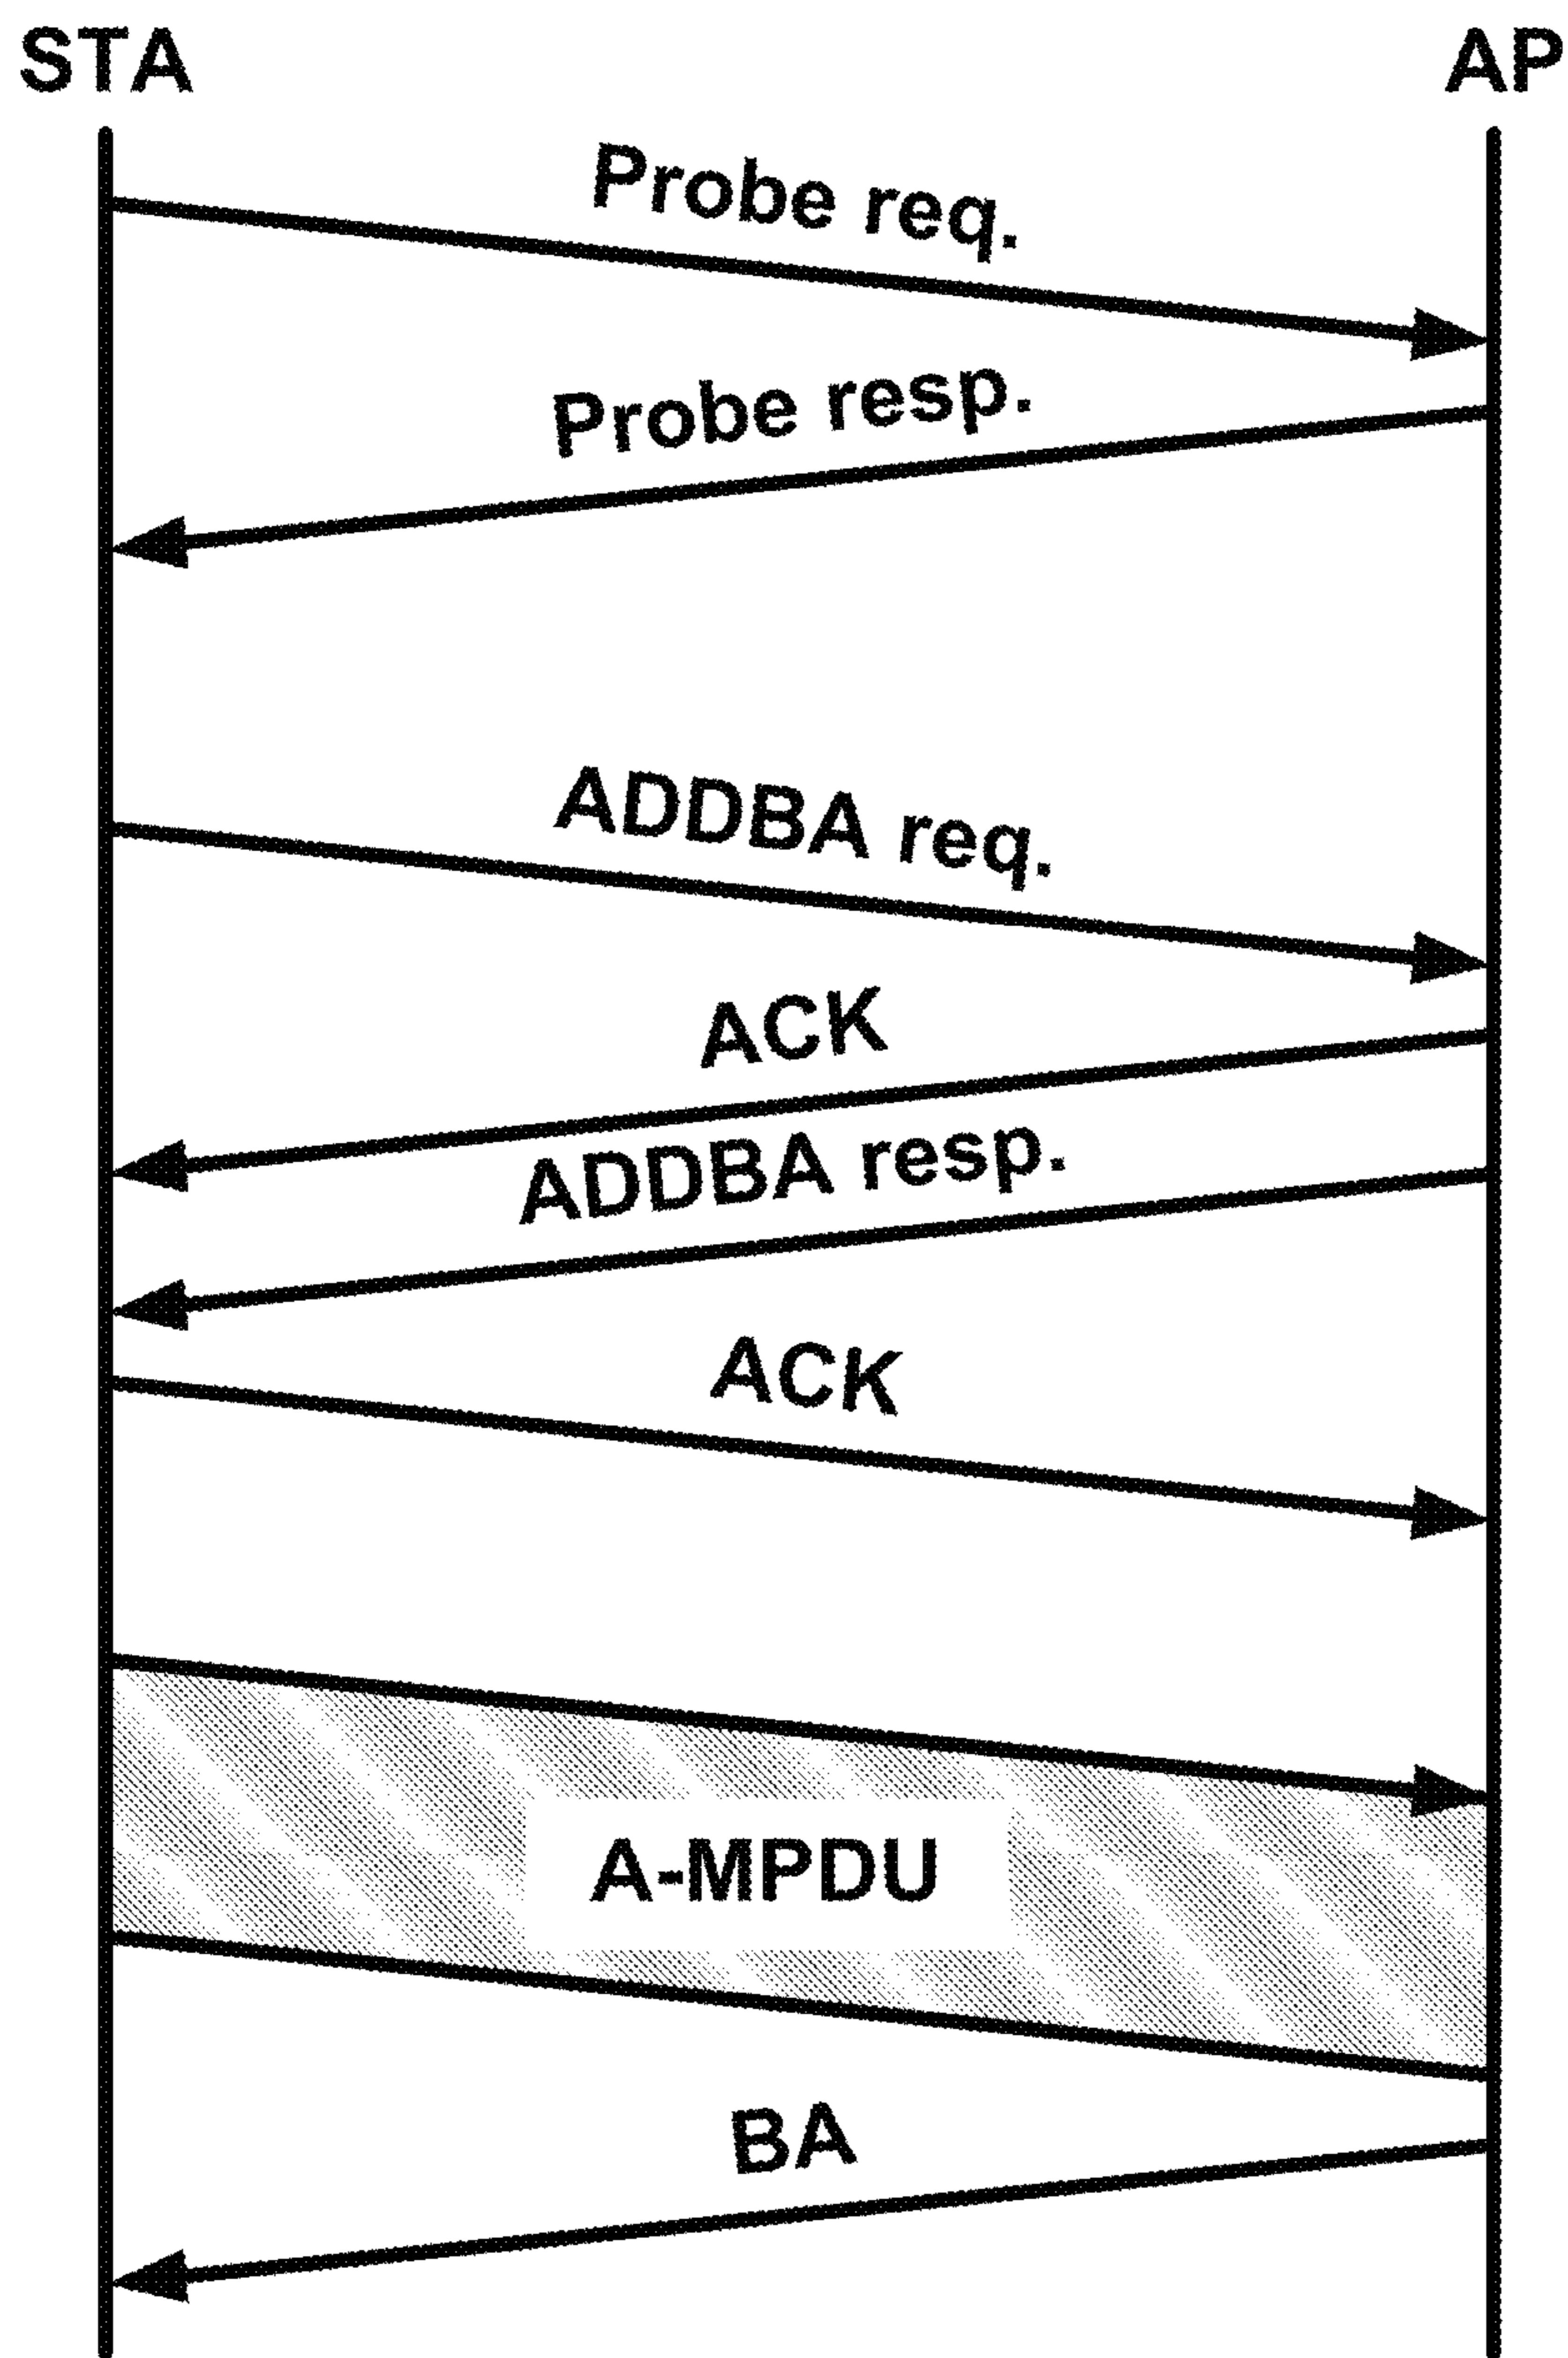 STA
AP
Probe req.
Probe resp.
ADDBA req.
ACK
ADDBA resp.
ACK
A-MPDU
BA